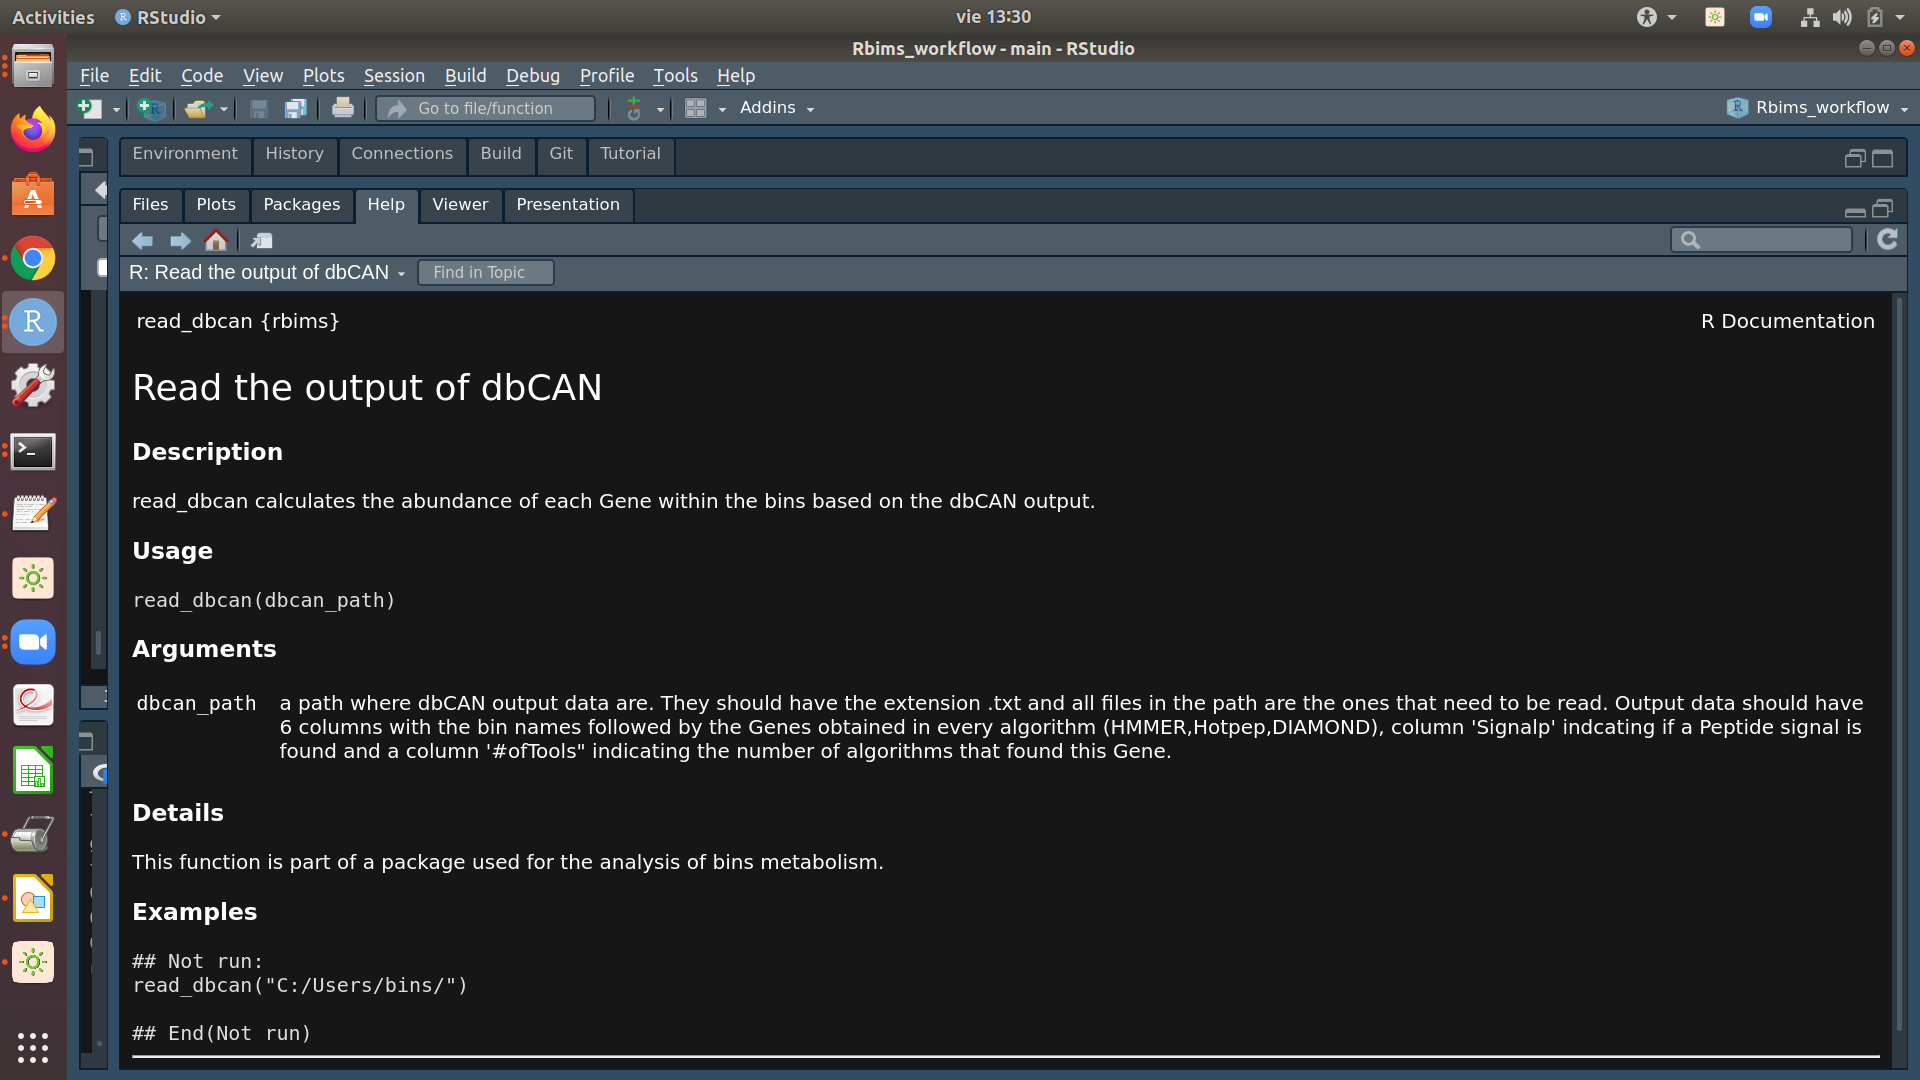 Activities RStudio vie 13:30
Rbims_workflow - main - RStudio
File Edit Code View Plots Session Build Debug Profile Tools Help
Go to file/function Addins Rbims_workflow
Environment History Connections Build Git Tutorial
Files Plots Packages Help Viewer Presentation
R: Read the output of dbCAN Find in Topic
read_dbcan {rbims} R Documentation
Read the output of dbCAN
Description
read_dbcan calculates the abundance of each Gene within the bins based on the dbCAN output.
Usage
read_dbcan(dbcan_path)
Arguments
dbcan_path a path where dbCAN output data are. They should have the extension .txt and all files in the path are the ones that need to be read. Output data should have
6 columns with the bin names followed by the Genes obtained in every algorithm (HMMER,Hotpep,DIAMOND), column 'Signalp' indcating if a Peptide signal is
found and a column '#ofTools" indicating the number of algorithms that found this Gene.
Details
This function is part of a package used for the analysis of bins metabolism.
Examples
## Not run:
read_dbcan("C:/Users/bins/")
## End(Not run)